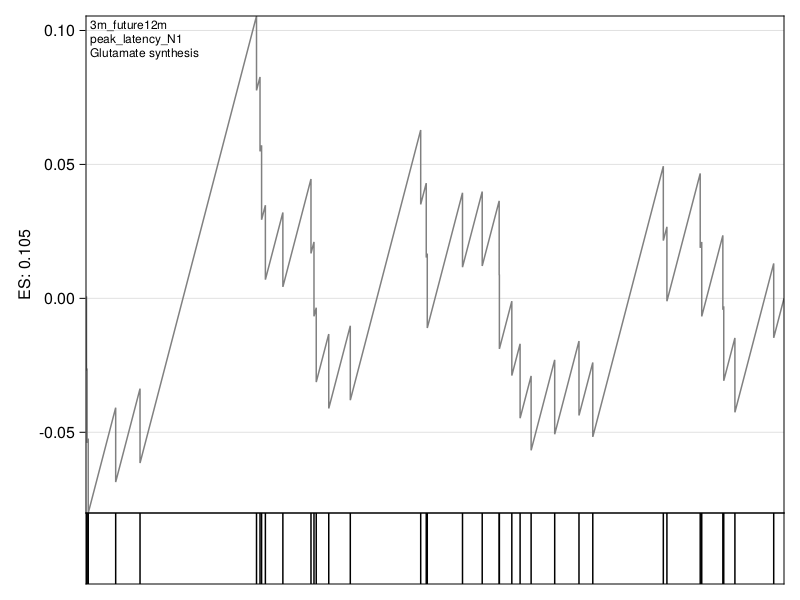 3m_future12m
peak_latency_N1
Glutamate synthesis
0.10
0.05
0.00
-0.05
ES: 0.105